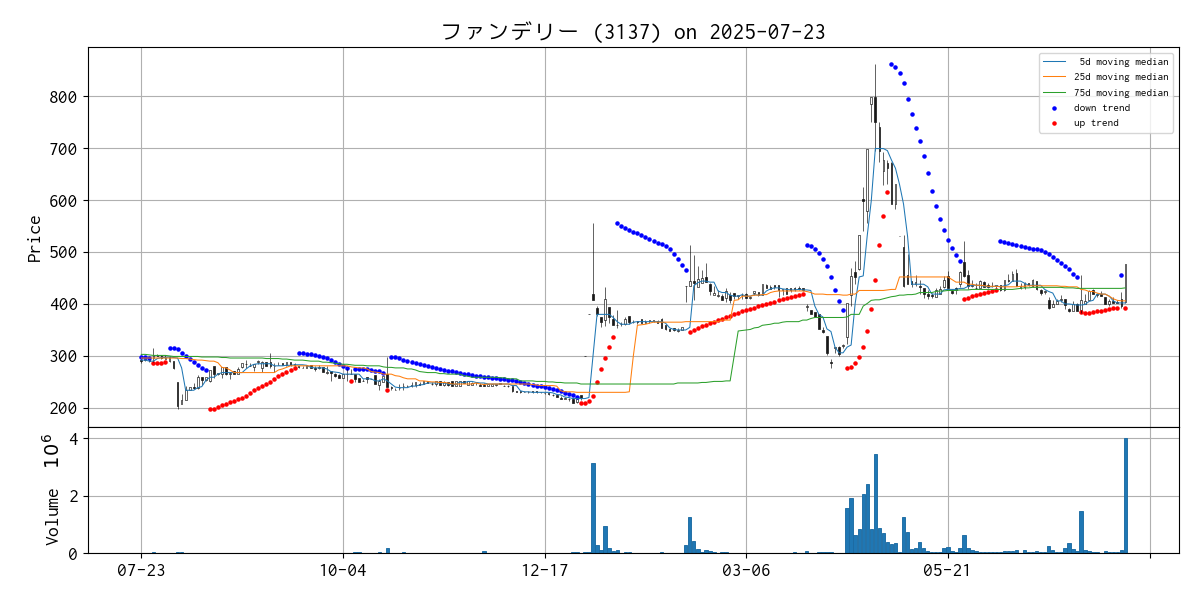 ファンデリー (3137) on 2025-07-23
5d moving median
25d moving median
75d moving median
down trend
up trend
Price
800
700
600
500
400
300
200
Volume 10^6
4
2
0
07-23
10-04
12-17
03-06
05-21